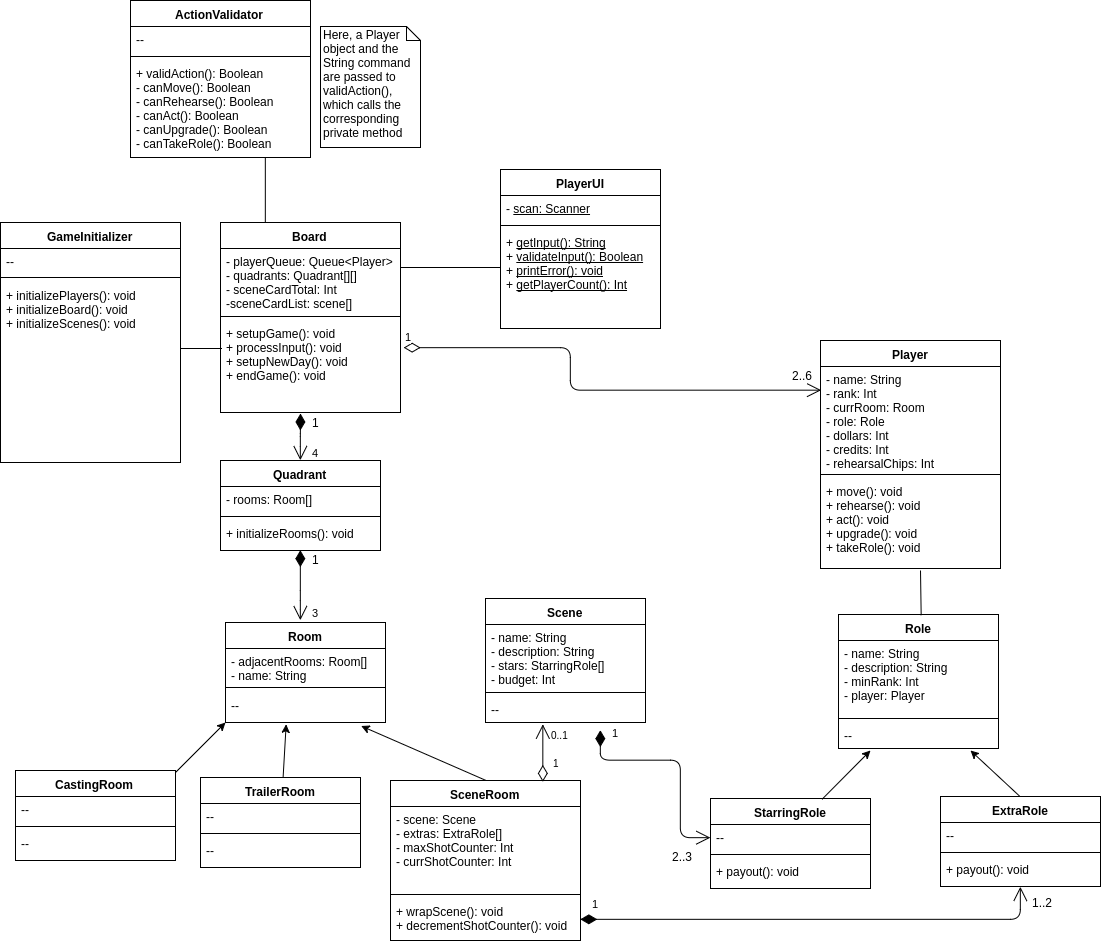 ActionValidator
--
+ validAction(): Boolean
- canMove(): Boolean
- canRehearse(): Boolean
- canAct(): Boolean
- canUpgrade(): Boolean
- canTakeRole(): Boolean
Here, a Player
object and the
String command
are passed to
validAction(),
which calls the
corresponding
private method
PlayerUI
- scan: Scanner
+ getInput(): String
+ validateInput(): Boolean
+ printError(): void
+ getPlayerCount(): Int
GameInitializer
--
+ initializePlayers(): void
+ initializeBoard(): void
+ initializeScenes(): void
Board
- playerQueue: Queue<Player>
- quadrants: Quadrant[][]
- sceneCardTotal: Int
-sceneCardList: scene[]
+ setupGame(): void
+ processInput(): void
+ setupNewDay(): void
+ endGame(): void
1
2..6
Player
- name: String
- rank: Int
- currRoom: Room
- role: Role
- dollars: Int
- credits: Int
- rehearsalChips: Int
+ move(): void
+ rehearse(): void
+ act(): void
+ upgrade(): void
+ takeRole(): void
1
4
Quadrant
- rooms: Room[]
+ initializeRooms(): void
1
3
Room
- adjacentRooms: Room[]
- name: String
--
Scene
- name: String
- description: String
- stars: StarringRole[]
- budget: Int
--
Role
- name: String
- description: String
- minRank: Int
- player: Player
--
0..1
1
1
2..3
CastingRoom
--
--
TrailerRoom
--
--
SceneRoom
- scene: Scene
- extras: ExtraRole[]
- maxShotCounter: Int
- currShotCounter: Int
+ wrapScene(): void
+ decrementShotCounter(): void
StarringRole
--
+ payout(): void
ExtraRole
--
+ payout(): void
1
1..2